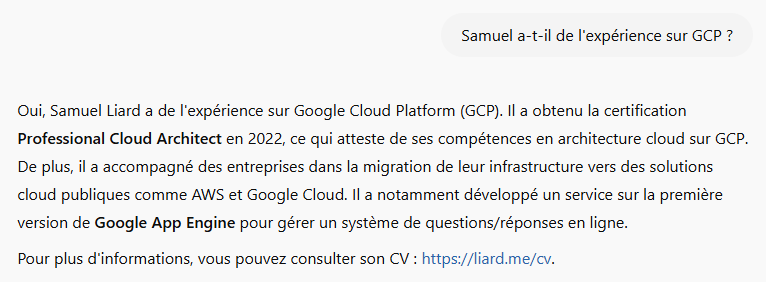 Samuel a-t-il de l'expérience sur GCP ?
Oui, Samuel Liard a de l'expérience sur Google Cloud Platform (GCP). Il a obtenu la certification
Professional Cloud Architect en 2022, ce qui atteste de ses compétences en architecture cloud sur GCP.
De plus, il a accompagné des entreprises dans la migration de leur infrastructure vers des solutions
cloud publiques comme AWS et Google Cloud. Il a notamment développé un service sur la première
version de Google App Engine pour gérer un système de questions/réponses en ligne.
Pour plus d'informations, vous pouvez consulter son CV : https://liard.me/cv.